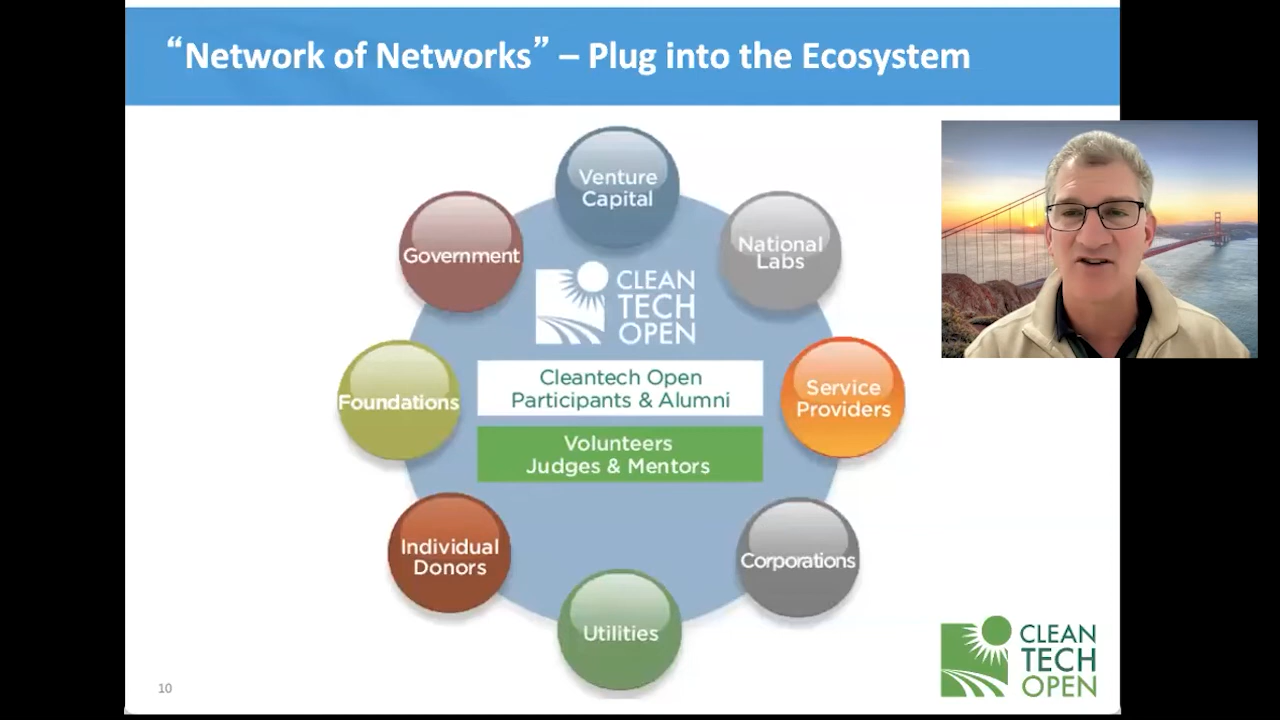 “Network of Networks” – Plug into the Ecosystem
Venture
Capital
Government
National
Labs
CLEAN
TECH
OPEN
Cleantech Open
Participants & Alumni
Foundations
Service
Providers
Volunteers
Judges & Mentors
Individual
Donors
Corporations
Utilities
10
CLEAN
TECH
OPEN